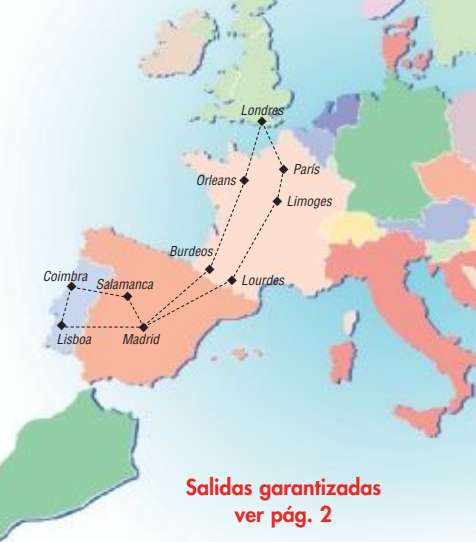 Londres
París
Orleans
Limoges
Burdeos
Coimbra
Salamanca
Lourdes
Lisboa
Madrid
Salidas garantizadas
ver pág. 2